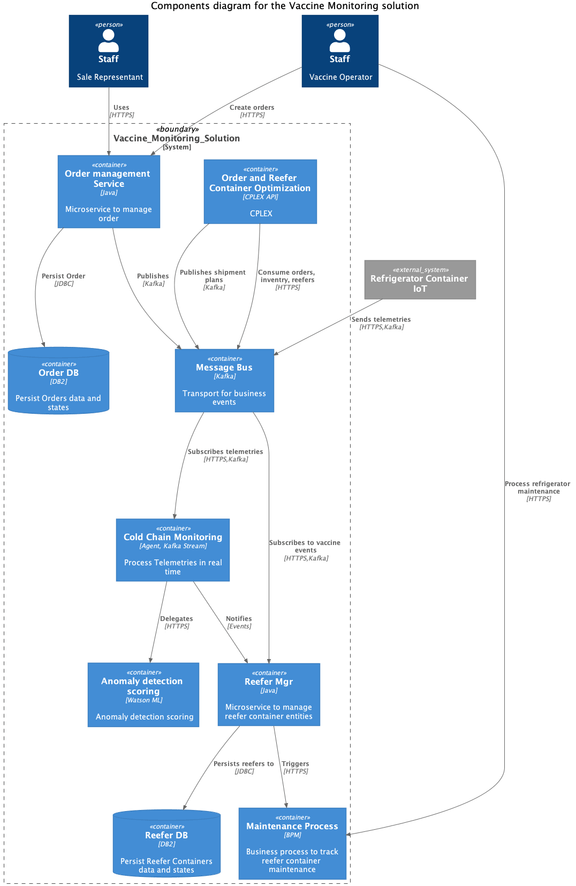 Components diagram for the Vaccine Monitoring solution
«person»
Staff
Sale Representant
«person»
Staff
Vaccine Operator
Uses
[HTTPS]
Create orders
[HTTPS]
«boundary»
Vaccine_Monitoring_Solution
[System]
«container»
Order management
Service
[Java]
Microservice to manage
order
«container»
Order and Reefer
Container Optimization
[CPLEX API]
CPLEX
«external_system»
Refrigerator Container
IoT
Persist Order
[JDBC]
Publishes
[Kafka]
Publishes shipment
plans
[Kafka]
Consume orders,
inventry, reefers
[HTTPS]
Sends telemetries
[HTTPS,Kafka]
«container»
Order DB
[DB2]
Persist Orders data and
states
«container»
Message Bus
[Kafka]
Transport for business
events
Subscribes telemetries
[HTTPS,Kafka]
Process refrigerator
maintenance
[HTTPS]
«container»
Cold Chain Monitoring
[Agent, Kafka Stream]
Process Telemetries in real
time
Subscribes to vaccine
events
[HTTPS,Kafka]
Delegates
[HTTPS]
Notifies
[Events]
«container»
Anomaly detection
scoring
[Watson ML]
Anomaly detection scoring
«container»
Reefer Mgr
[Java]
Microservice to manage
reefer container entities
Persists reefers to
[JDBC]
Triggers
[HTTPS]
«container»
Reefer DB
[DB2]
Persist Reefer Containers
data and states
«container»
Maintenance Process
[BPM]
Business process to track
reefer container
maintenance